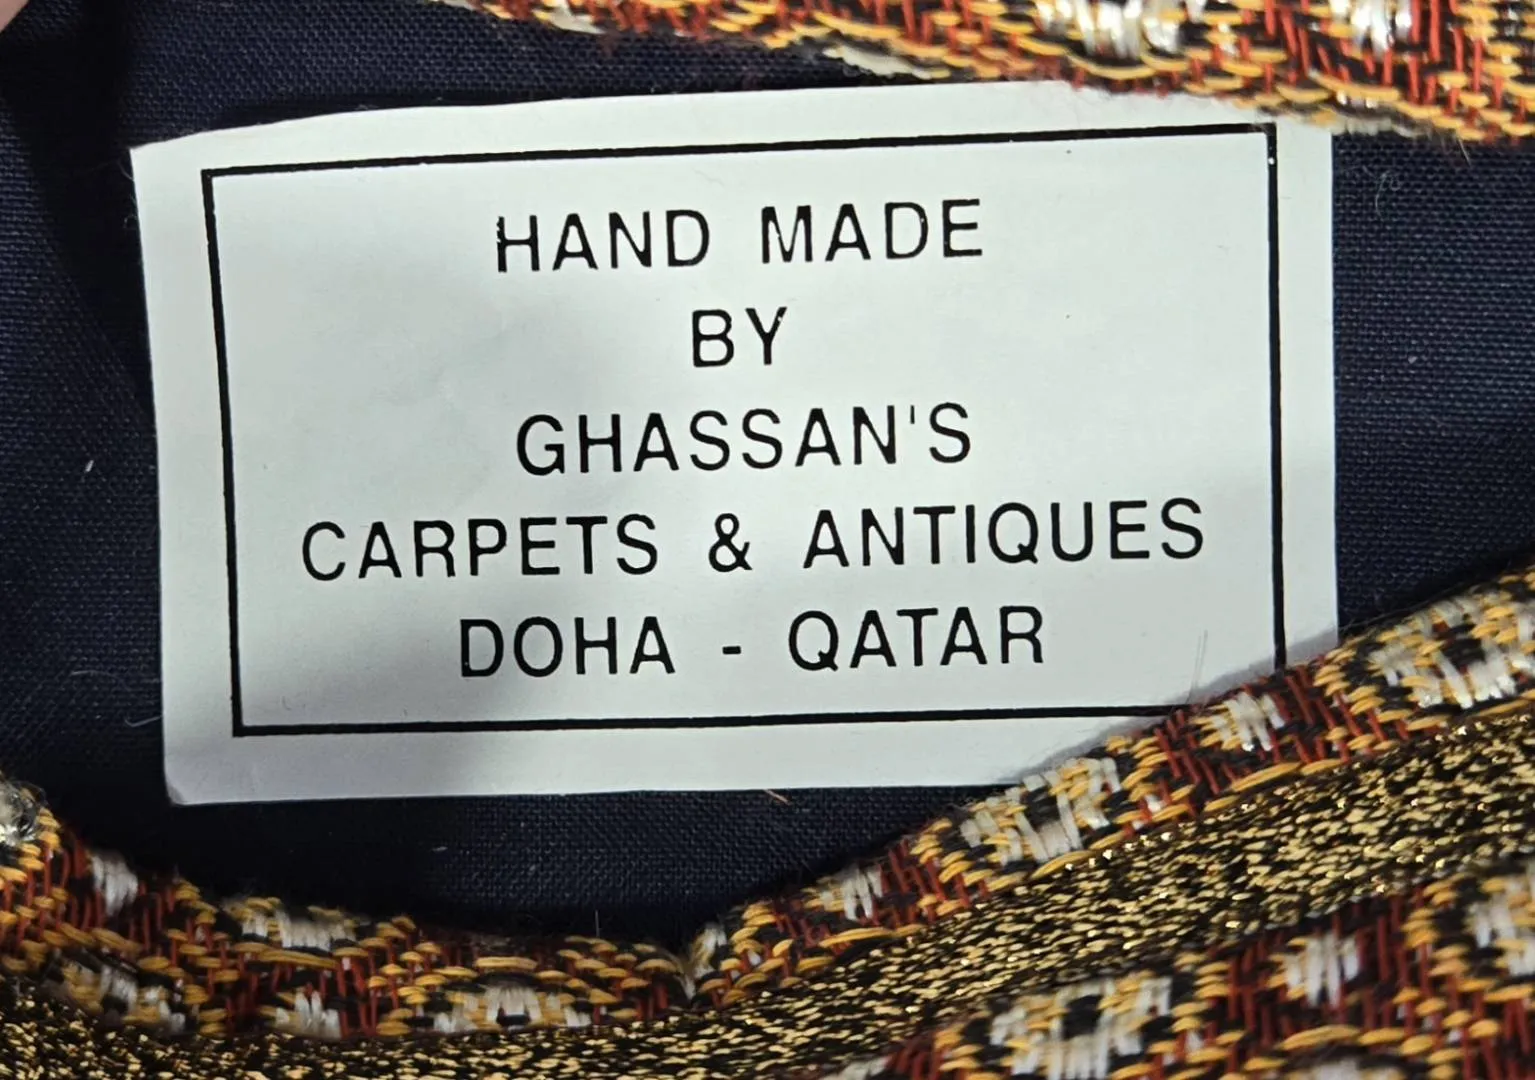 HAND MADE
BY
GHASSAN'S
CARPETS & ANTIQUES
DOHA - QATAR